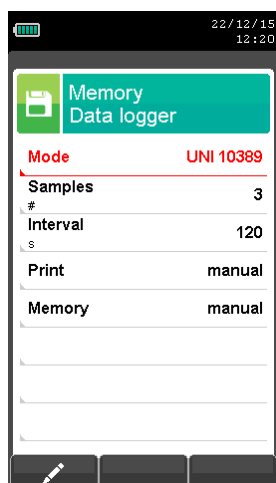 22/12/15
12:20
Memory
Data logger
Mode UNI 10389
Samples 3
#
Interval 120
s
Print manual
Memory manual